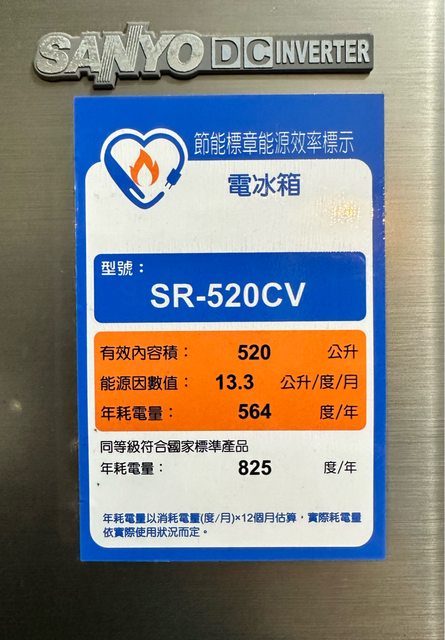 SANYO DC INVERTER
節能標章能源效率標示
電冰箱
型號：
SR-520CV
有效內容積： 520 公升
能源因數值： 13.3 公升/度/月
年耗電量： 564 度/年
同等級符合國家標準產品
年耗電量： 825 度/年
年耗電量以消耗電量(度/月)×12個月估算，實際耗電量
依實際使用狀況而定。